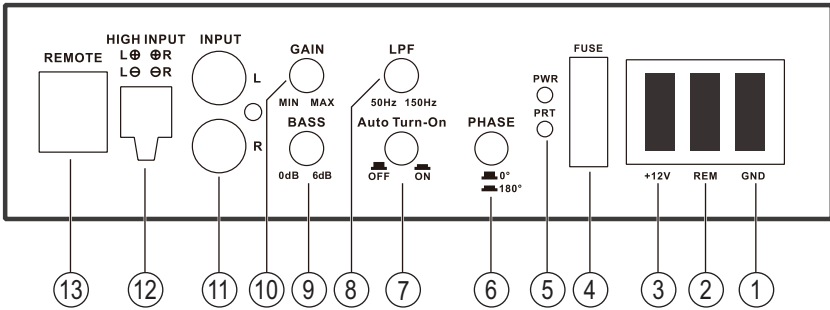 REMOTE
HIGH INPUT
L⊕ ⊕R
L⊖ ⊖R
INPUT
L
R
GAIN
MIN MAX
BASS
0dB 6dB
LPF
50Hz 150Hz
Auto Turn-On
OFF ON
PHASE
0°
180°
PWR
PRT
FUSE
+12V REM GND
13 12 11 10 9 8 7 6 5 4 3 2 1